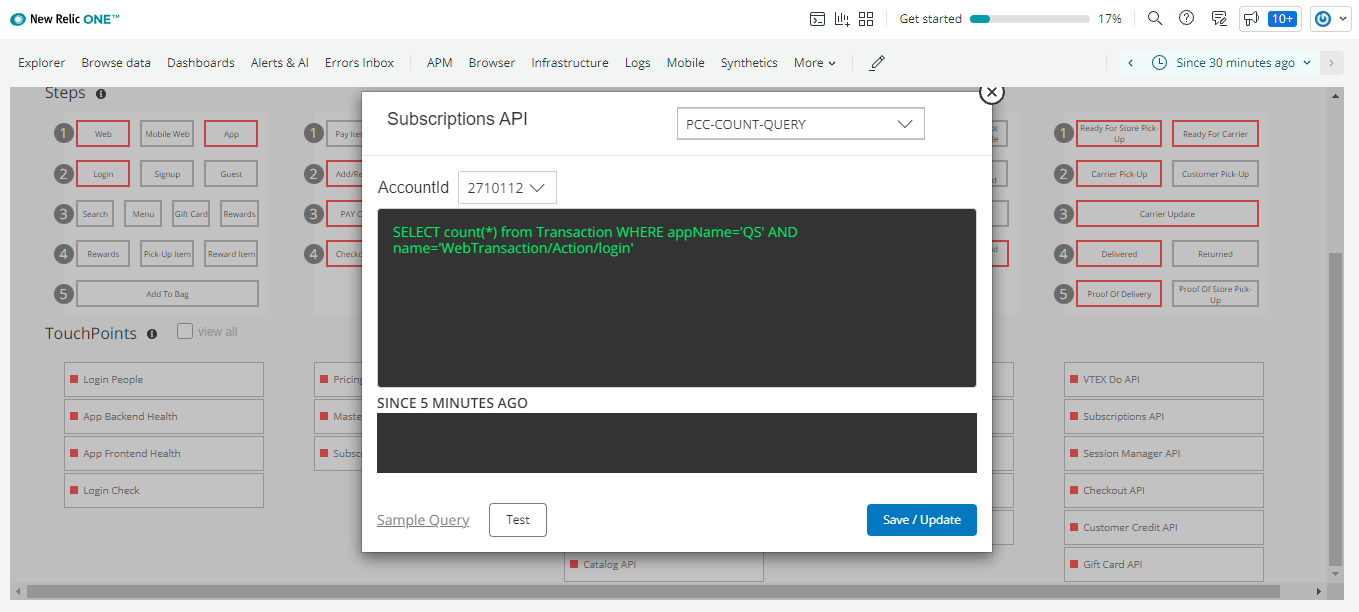 New Relic ONE™
Get started 17% 10+
Explorer Browse data Dashboards Alerts & AI Errors Inbox APM Browser Infrastructure Logs Mobile Synthetics More Since 30 minutes ago
Steps
1 Web Mobile Web App
2 Login Signup Guest
3 Search Menu Gift Card Rewards
4 Rewards Pick-Up Item Reward Item
5 Add To Bag
TouchPoints view all
Login People
App Backend Health
App Frontend Health
Login Check
1 Pay
2
3 PAY
4
Subscriptions API PCC-COUNT-QUERY
AccountId 2710112
SELECT count(*) from Transaction WHERE appName='QS' AND
name='WebTransaction/Action/login'
SINCE 5 MINUTES AGO
Sample Query Test Save / Update
Catalog API
1 Ready For Store Pick-
Up Ready For Carrier
2 Carrier Pick-Up Customer Pick-Up
3 Carrier Update
4 Delivered Returned
5 Proof Of Delivery Proof Of Store Pick-
Up
VTEX Do API
Subscriptions API
Session Manager API
Checkout API
Customer Credit API
Gift Card API